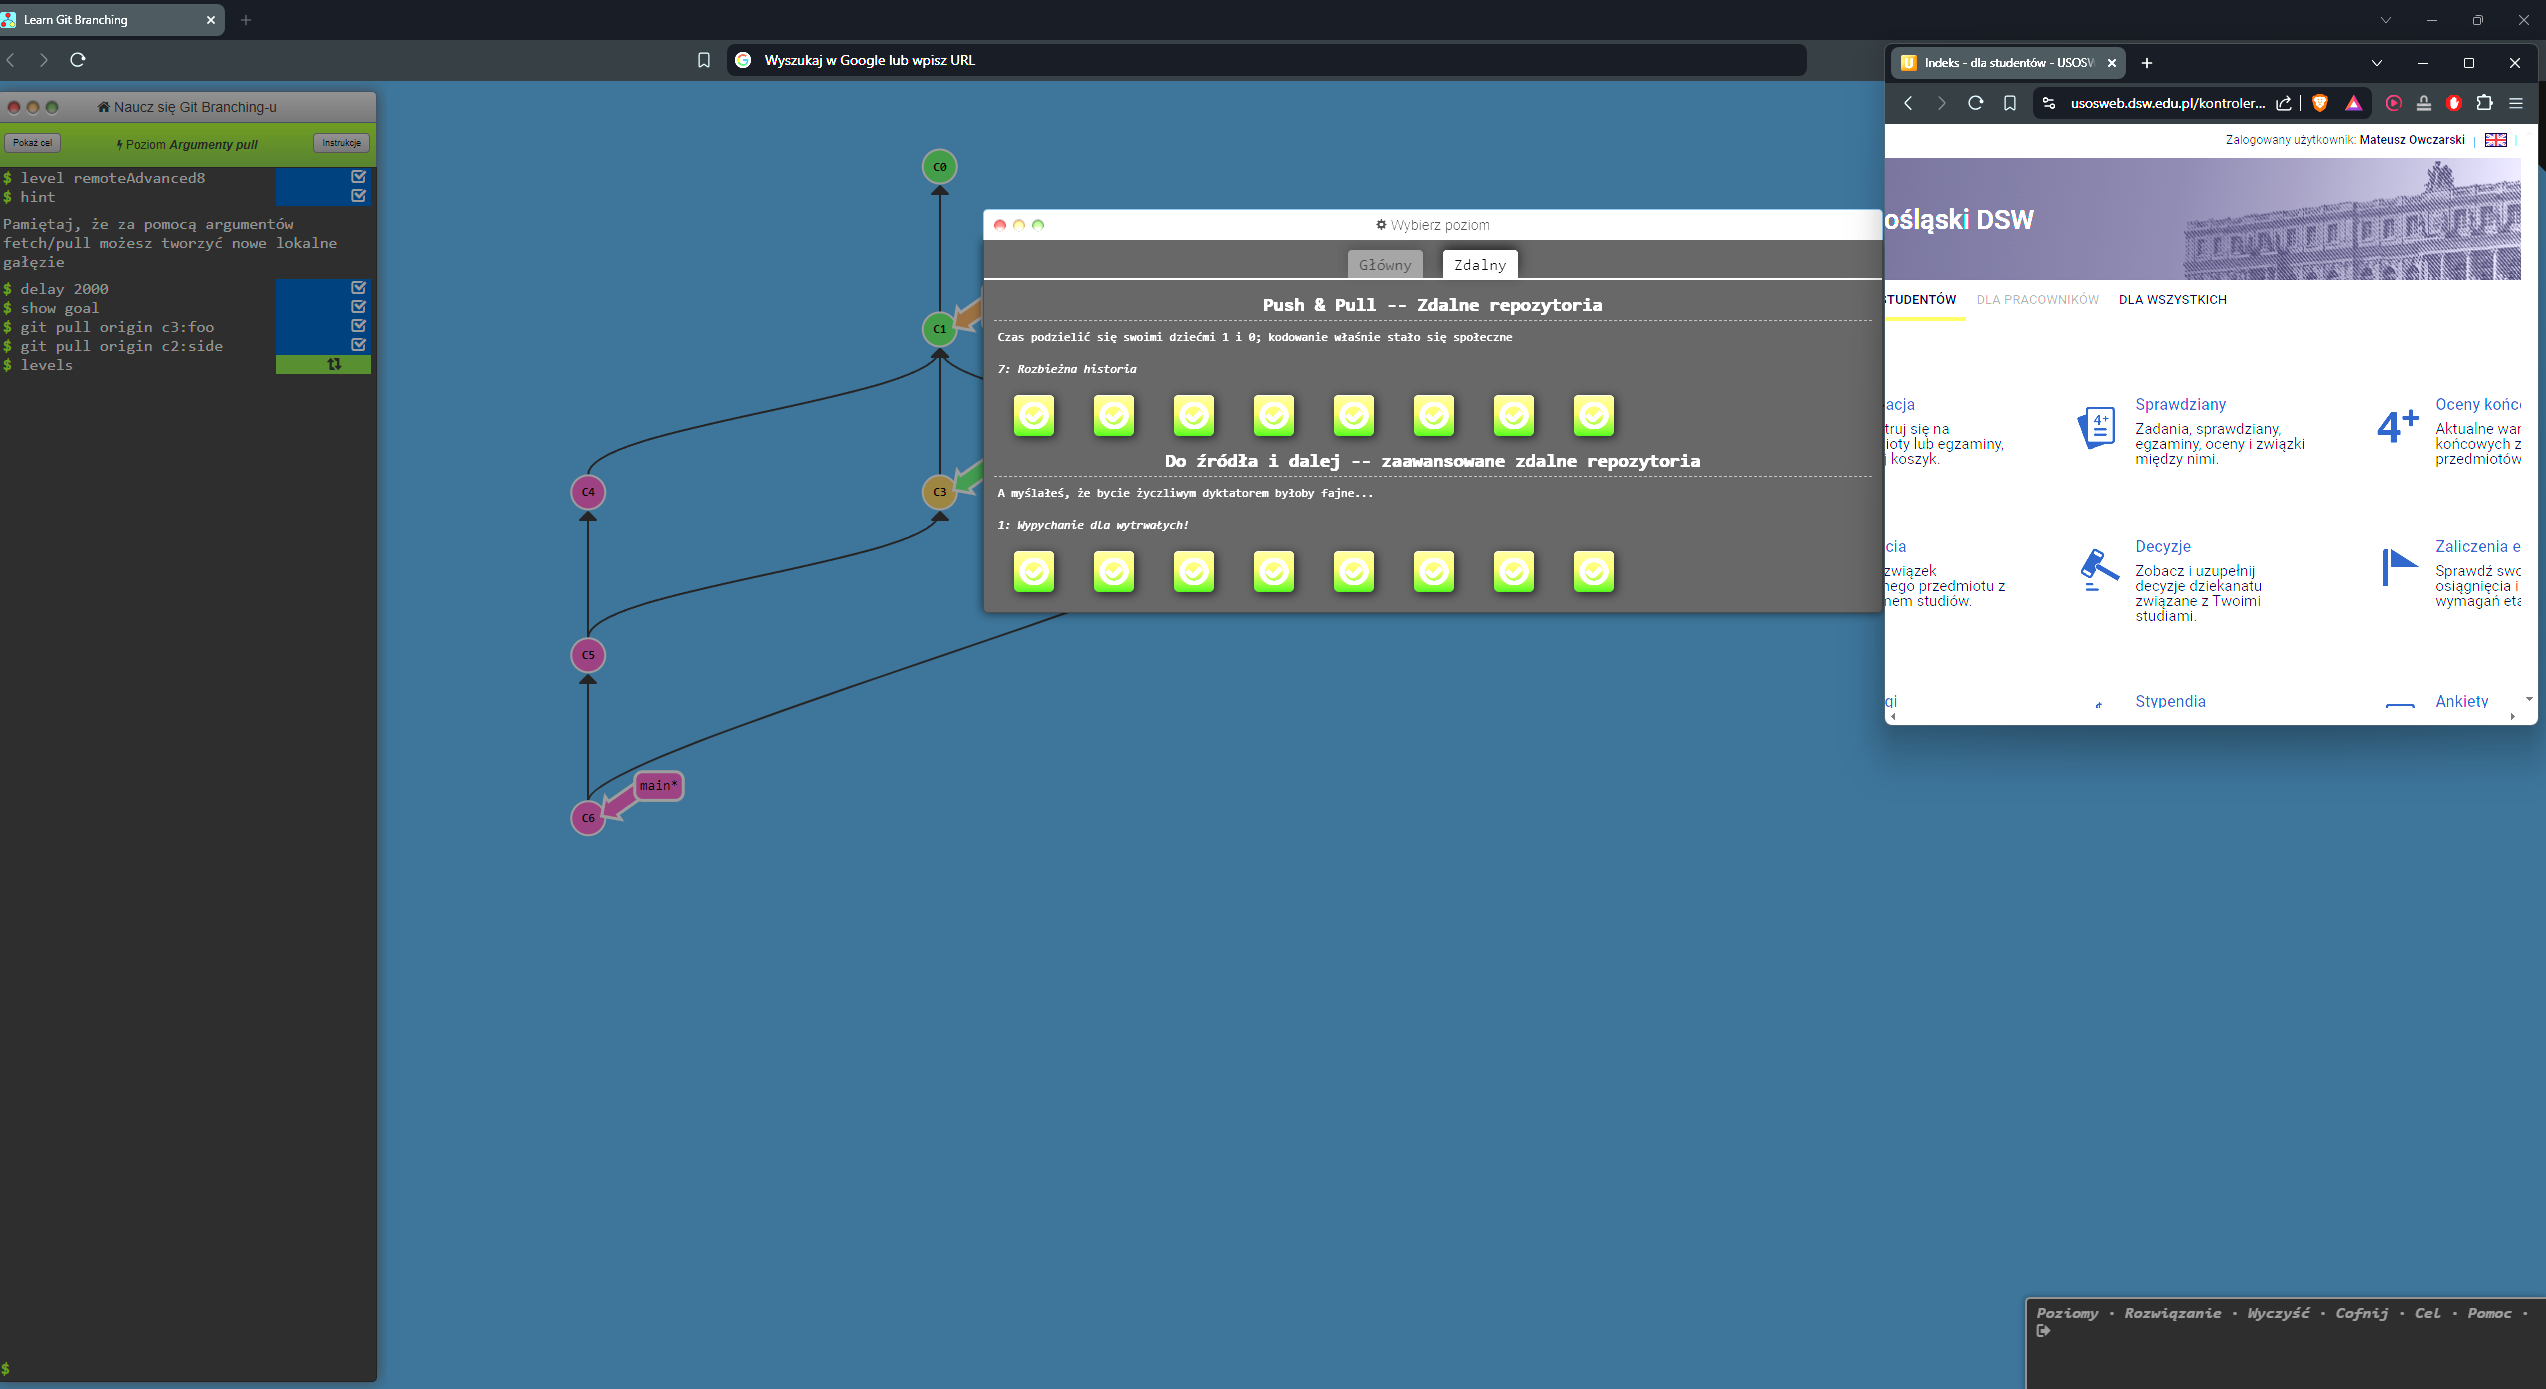 Learn Git Branching
Wyszukaj w Google lub wpisz URL
Naucz się Git Branching-u
Pokaż cel
Poziom Argumenty pull
Instrukcje
$ level remoteAdvanced8
$ hint
Pamiętaj, że za pomocą argumentów
fetch/pull możesz tworzyć nowe lokalne
gałęzie
$ delay 2000
$ show goal
$ git pull origin c3:foo
$ git pull origin c2:side
$ levels
$
C0
C1
C4
C3
C5
main*
C6
Wybierz poziom
Główny
Zdalny
Push & Pull -- Zdalne repozytoria
Czas podzielić się swoimi dziećmi 1 i 0; kodowanie właśnie stało się społeczne
7: Rozbieżna historia
Do źródła i dalej -- zaawansowane zdalne repozytoria
A myślałeś, że bycie życzliwym dyktatorem byłoby fajne...
1: Wypychanie dla wytrwałych!
Indeks - dla studentów - USOSW
usosweb.dsw.edu.pl/kontroler...
Zalogowany użytkownik: Mateusz Owczarski
ośląski DSW
STUDENTÓW
DLA PRACOWNIKÓW
DLA WSZYSTKICH
acja
truj się na
ioty lub egzaminy,
koszyk.
Sprawdziany
4+
Zadania, sprawdziany,
egzaminy, oceny i związki
między nimi.
4+
Oceny końc
Aktualne war
końcowych z
przedmiotów
cia
związek
nego przedmiotu z
nem studiów.
Decyzje
Zobacz i uzupełnij
decyzje dziekanatu
związane z Twoimi
studiami.
Zaliczenia e
Sprawdź swo
osiągnięcia i
wymagań eta
gi
Stypendia
Ankiety
Poziomy · Rozwiązanie · Wyczyść · Cofnij · Cel · Pomoc ·